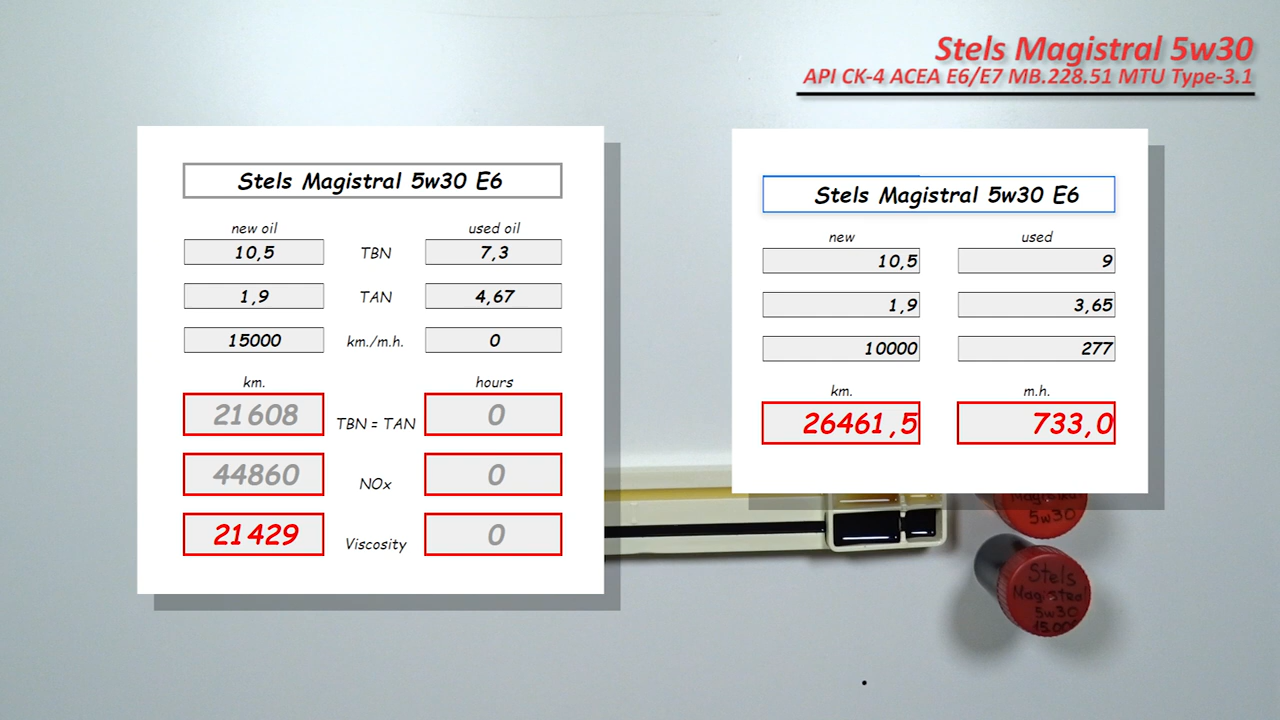 Stels Magistral 5w30
API CK-4 ACEA E6/E7 MB.228.51 MTU Type-3.1
Stels Magistral 5w30 E6
new oil used oil
10,5 TBN 7,3
1,9 TAN 4,67
15000 km./m.h. 0
km. hours
21608 TBN = TAN 0
44860 NOx 0
21429 Viscosity 0
Stels Magistral 5w30 E6
new used
10,5 9
1,9 3,65
10000 277
km. m.h.
26461,5 733,0
5w30
Stels
Magistral
5w30
15.000